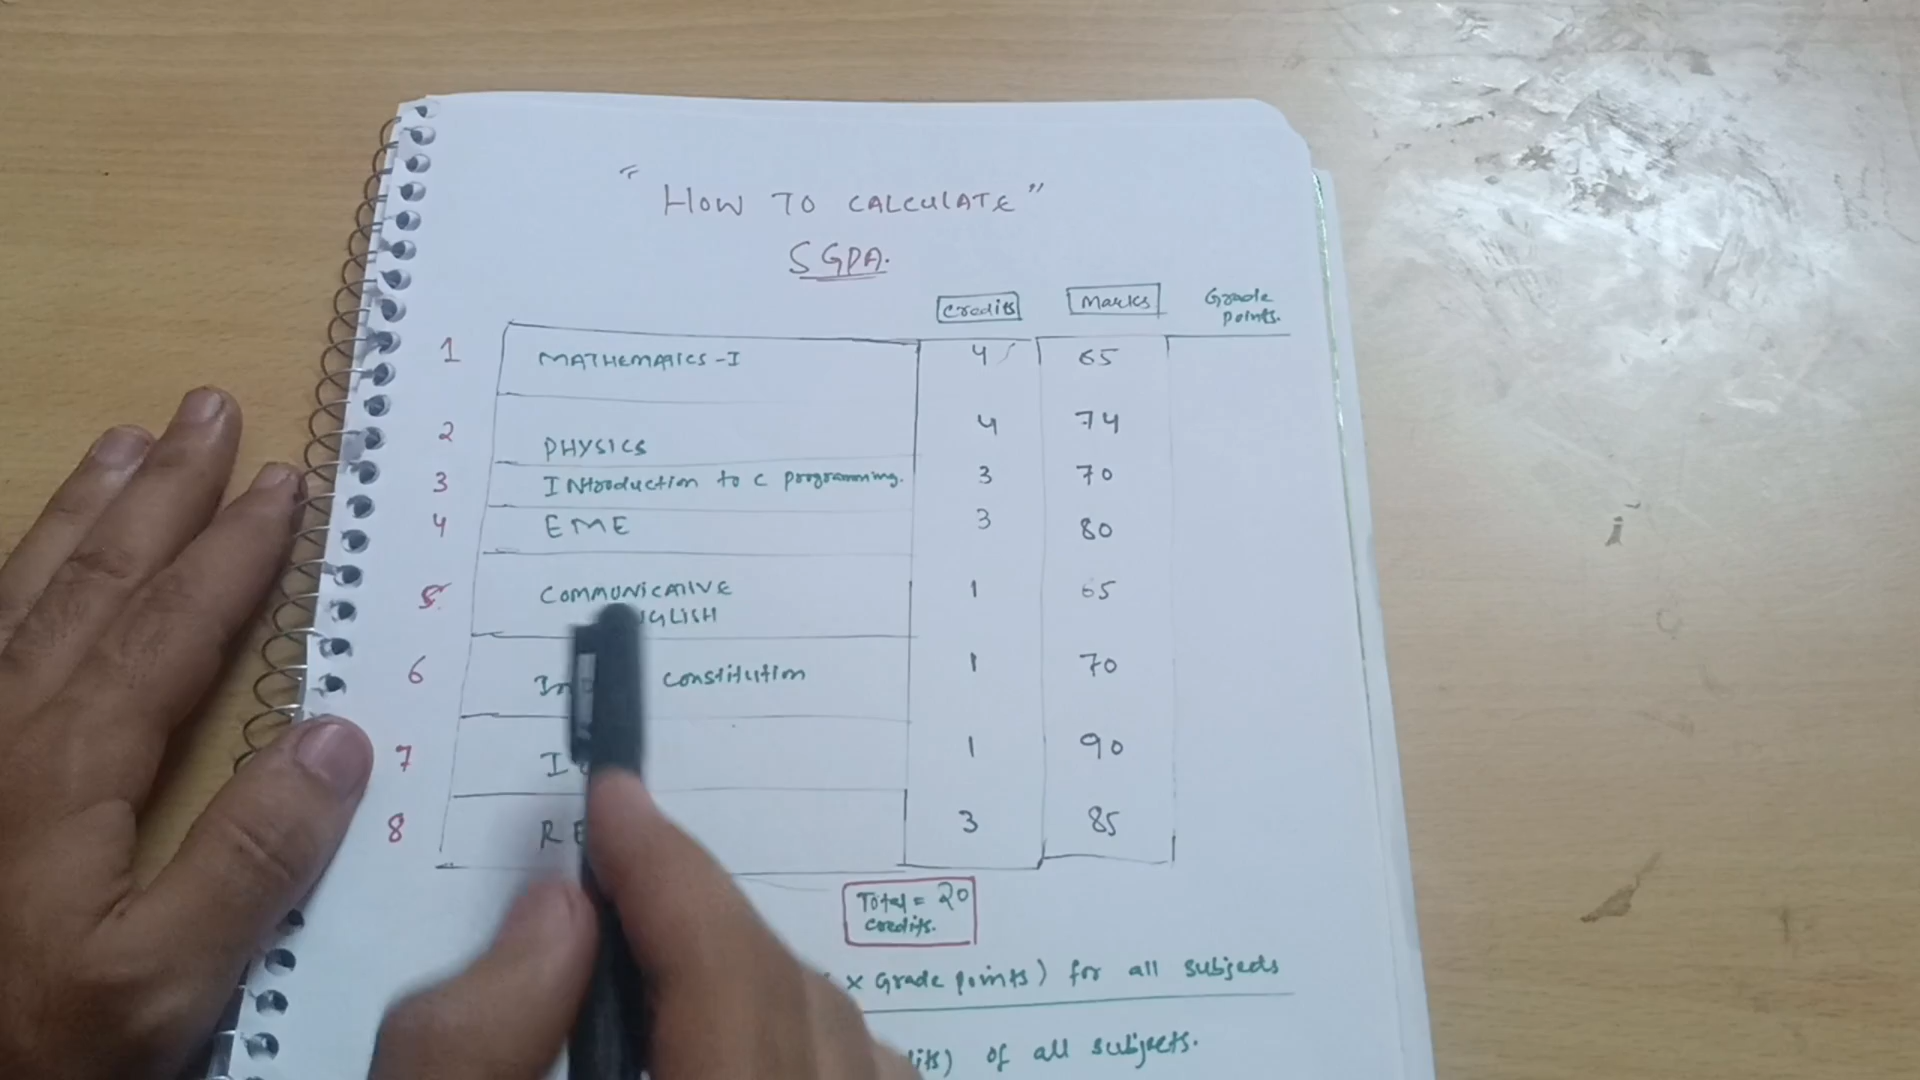 "HOW TO CALCULATE"
SGPA.
Credits Marks Grade points.
1 MATHEMATICS-I 4 65
2 PHYSICS 4 74
3 INtroduction to C programming. 3 70
4 EME 3 80
5 COMMUNICATIVE 1 65
6 constitution 1 70
7 1 90
8 3 85
Total = 20
credits.
x Grade points) for all subjects
of all subjects.